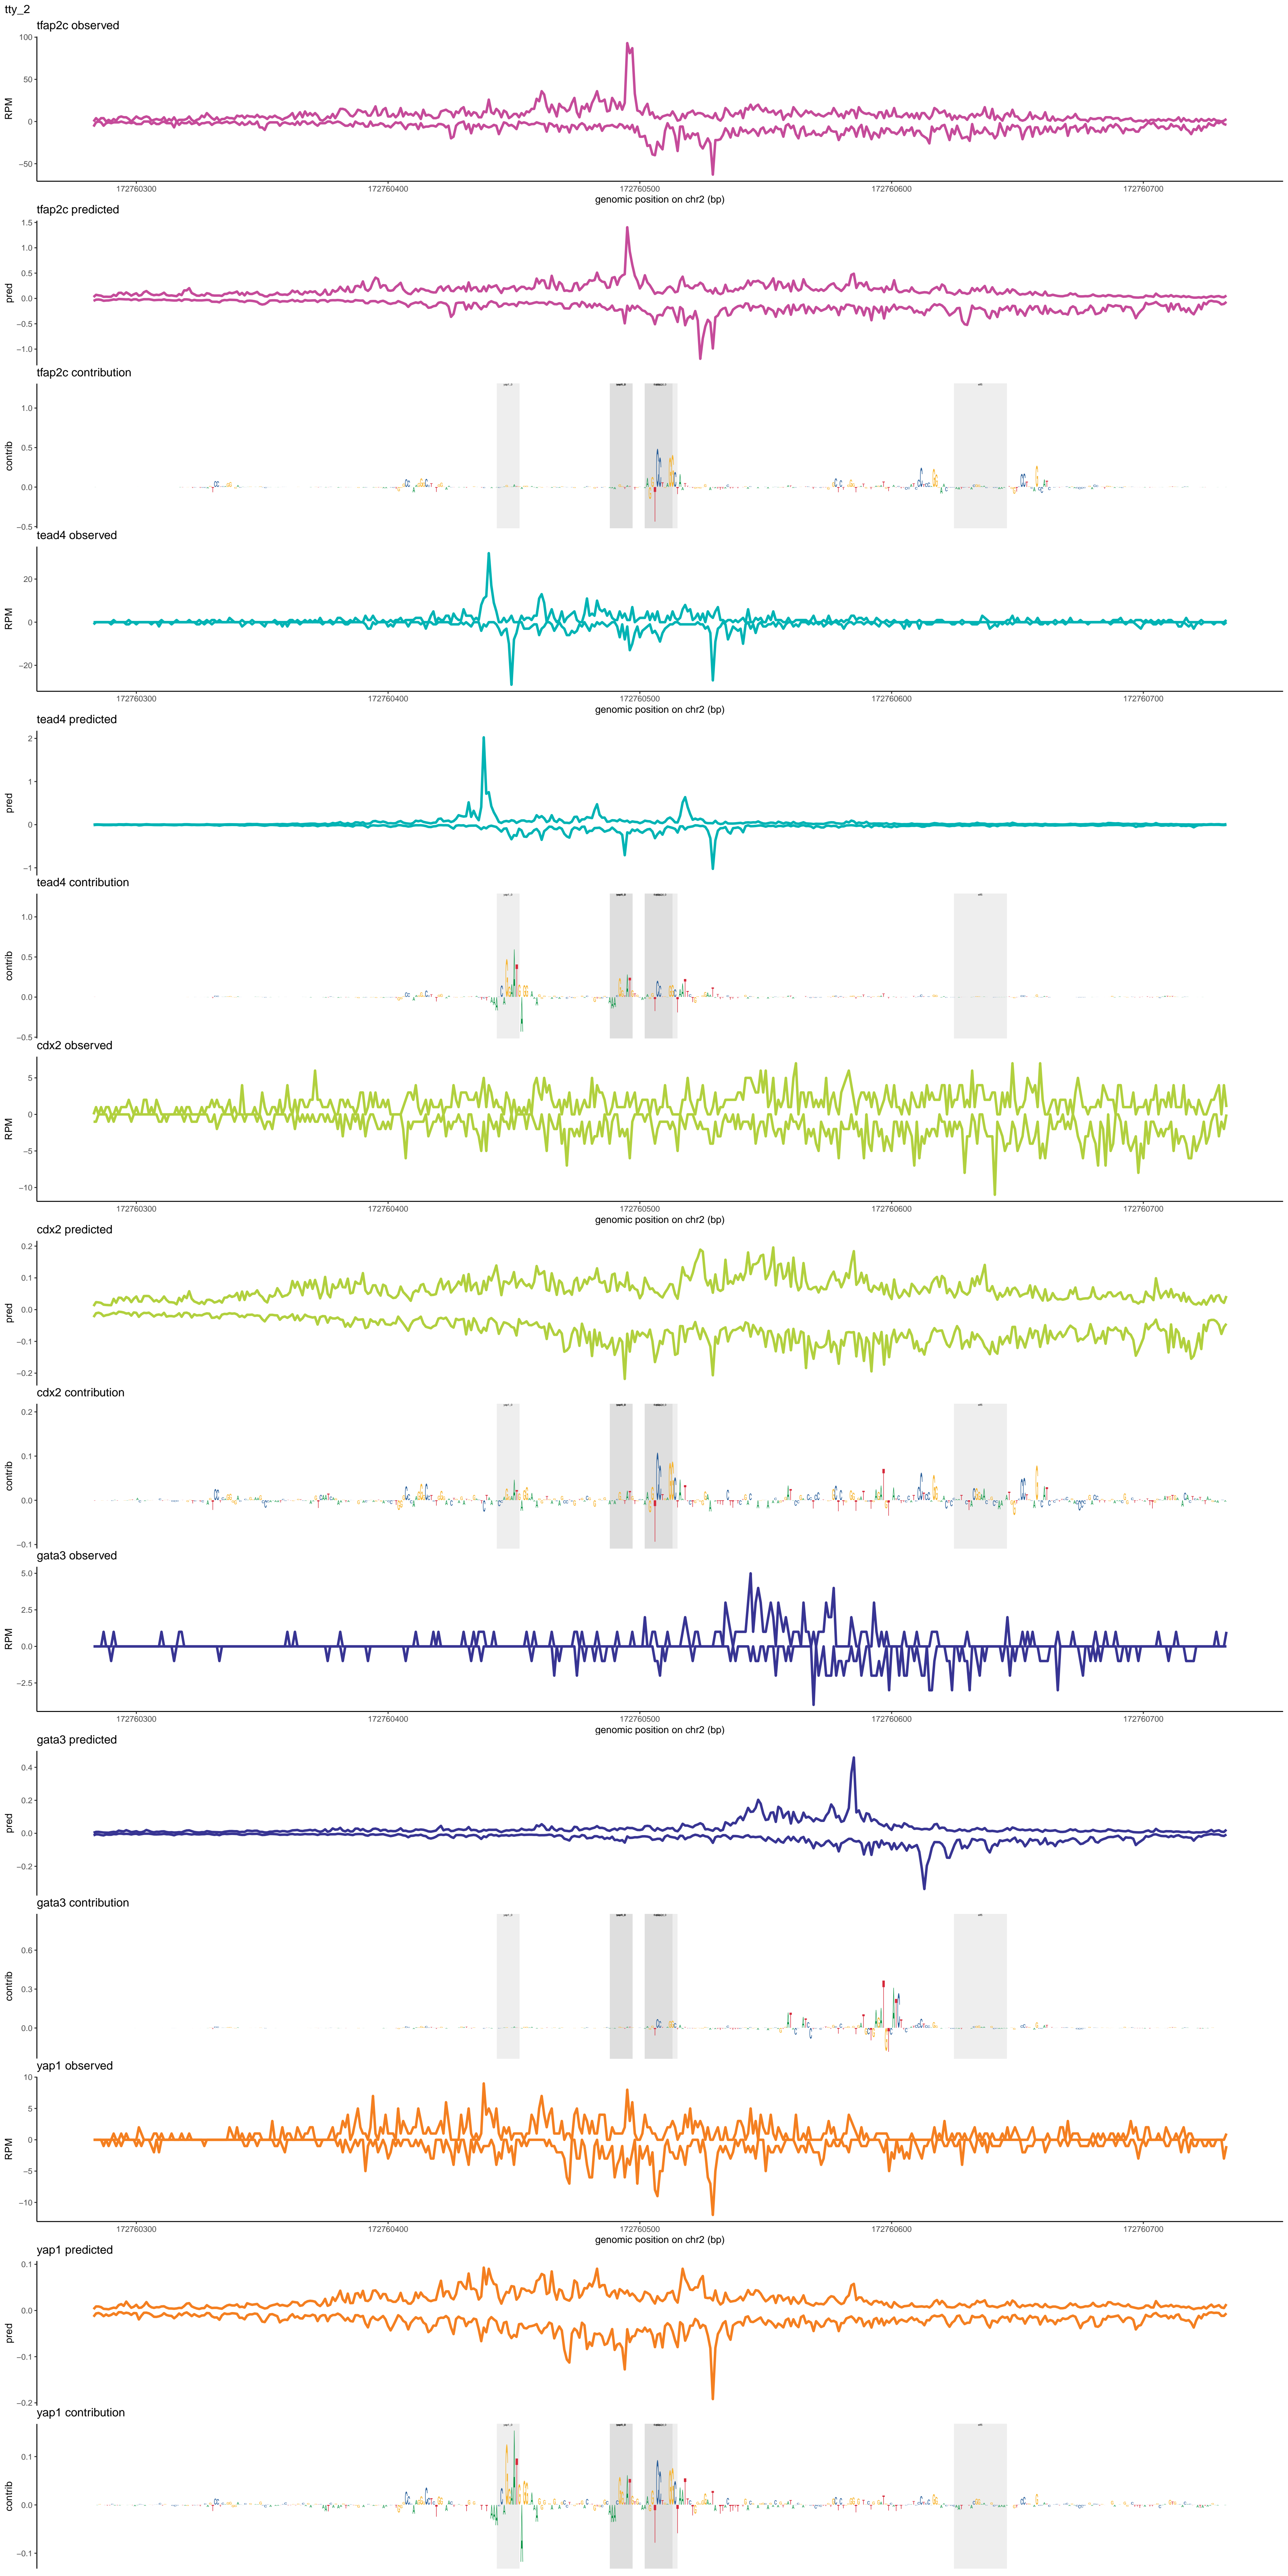 tty_2
tfap2c observed
100
50
0
−50
RPM
172760300 172760400 172760500 172760600 172760700
genomic position on chr2 (bp)
tfap2c predicted
1.5
1.0
0.5
0.0
−0.5
−1.0
pred
tfap2c contribution
1.0
0.5
0.0
−0.5
contrib
tead4 observed
20
0
−20
RPM
172760300 172760400 172760500 172760600 172760700
genomic position on chr2 (bp)
tead4 predicted
2
1
0
−1
pred
tead4 contribution
1.0
0.5
0.0
−0.5
contrib
cdx2 observed
5
0
−5
−10
RPM
172760300 172760400 172760500 172760600 172760700
genomic position on chr2 (bp)
cdx2 predicted
0.2
0.1
0.0
−0.1
−0.2
pred
cdx2 contribution
0.2
0.1
0.0
−0.1
contrib
gata3 observed
5.0
2.5
0.0
−2.5
RPM
172760300 172760400 172760500 172760600 172760700
genomic position on chr2 (bp)
gata3 predicted
0.4
0.2
0.0
−0.2
pred
gata3 contribution
0.6
0.3
0.0
contrib
yap1 observed
10
5
0
−5
−10
RPM
172760300 172760400 172760500 172760600 172760700
genomic position on chr2 (bp)
yap1 predicted
0.1
0.0
−0.1
−0.2
pred
yap1 contribution
0.1
0.0
−0.1
contrib